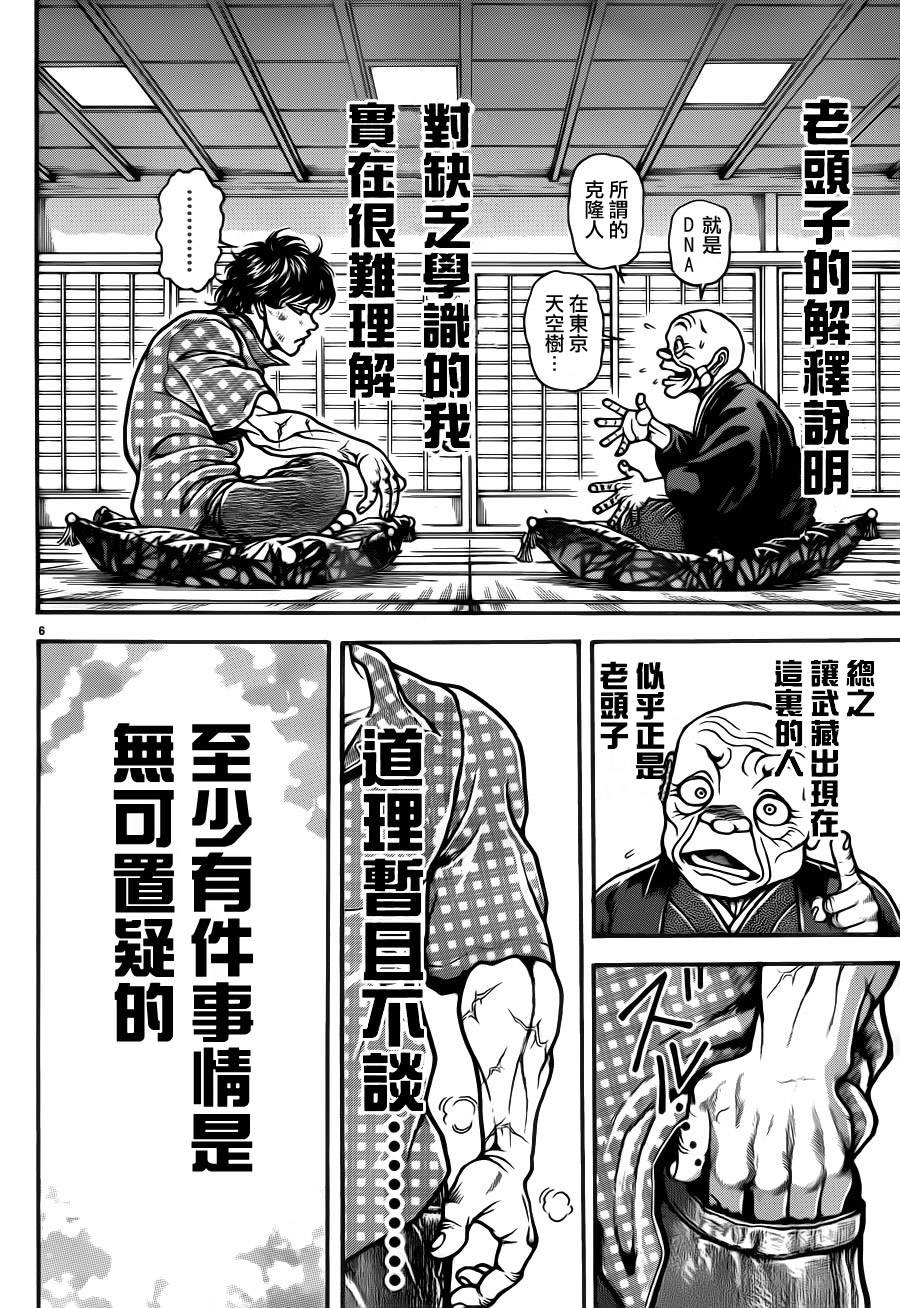 老頭子的解釋說明
就是
DNA
所謂的
克隆人
在東京
天空樹…
對缺乏學識的我
實在很難理解
…………
6
總之
讓武藏出現在
這裏的人
似乎正是
老頭子
ズ
ル
道理暫且不談…………
至少有件事情是
無可置疑的